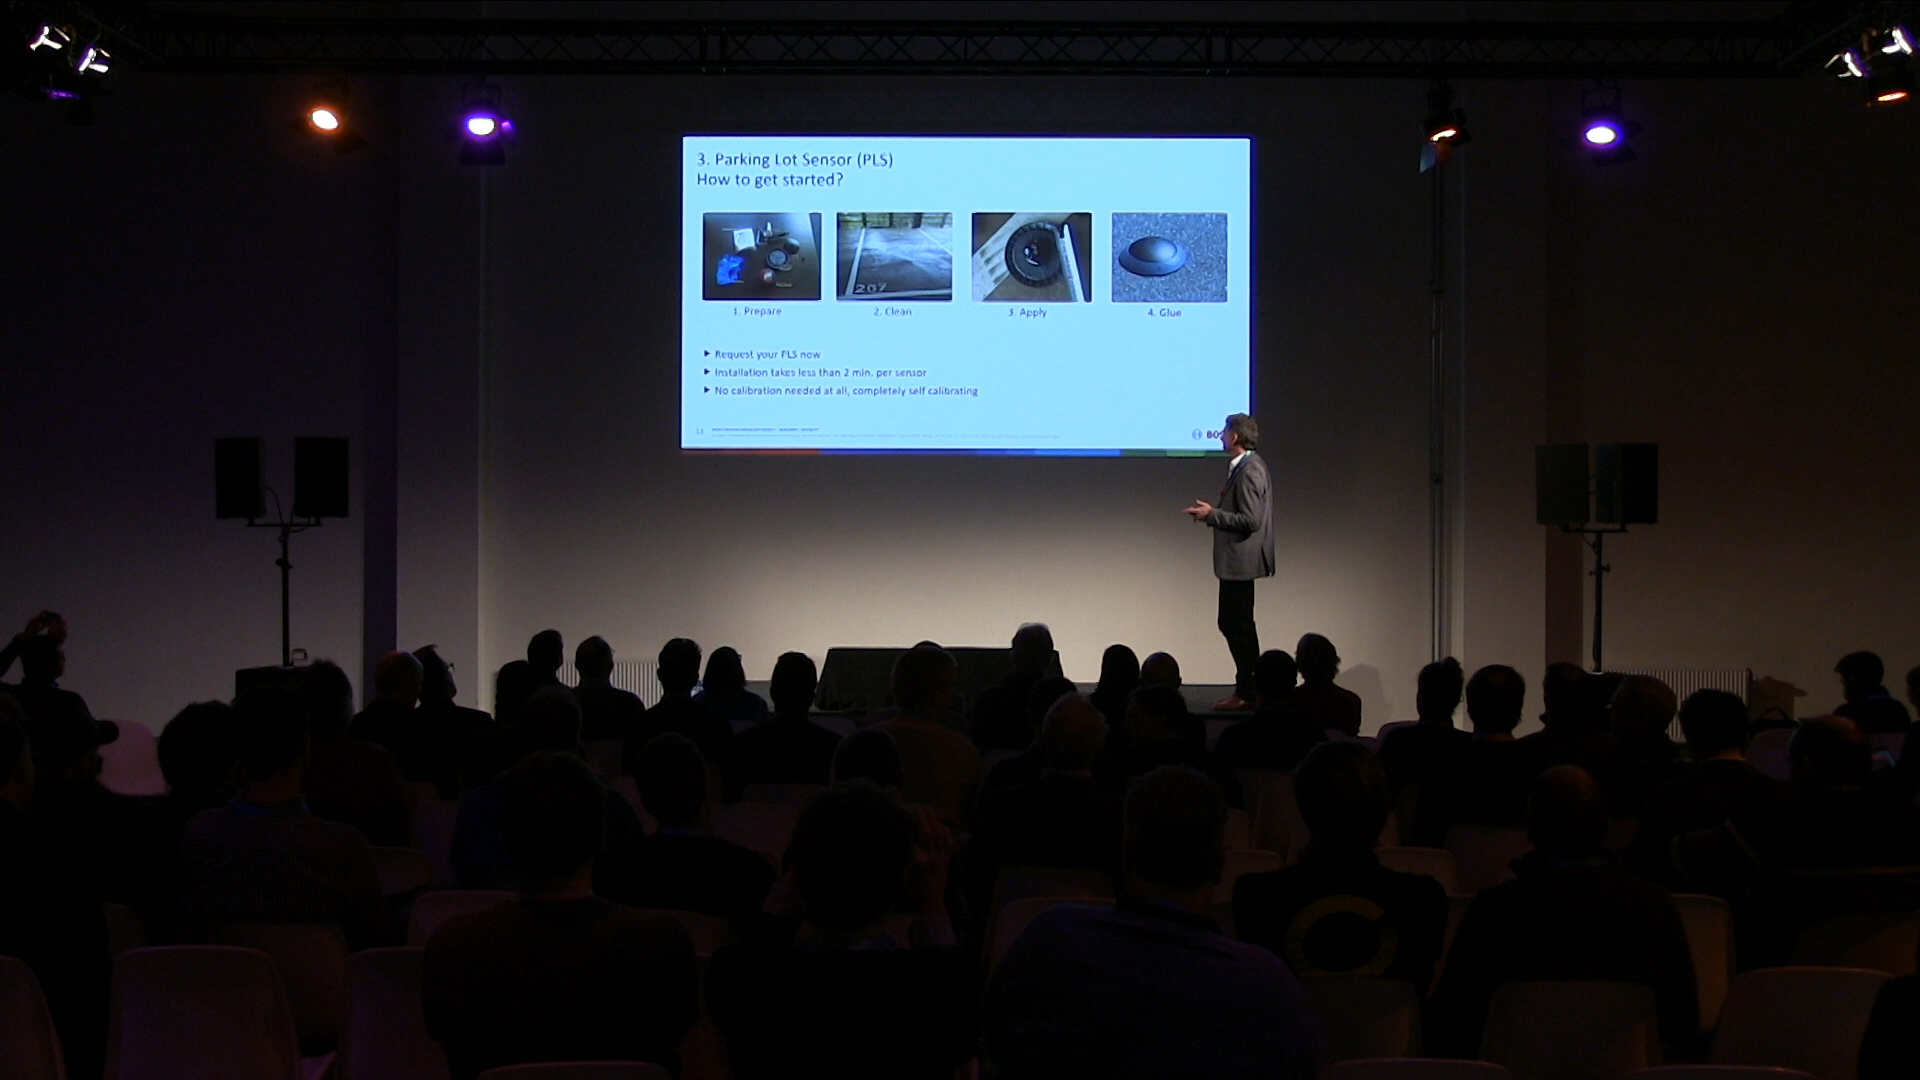 3. Parking Lot Sensor (PLS)
How to get started?
207
1. Prepare
2. Clean
3. Apply
4. Glue
Request your PLS now
Installation takes less than 2 min. per sensor
No calibration needed at all, completely self calibrating
13